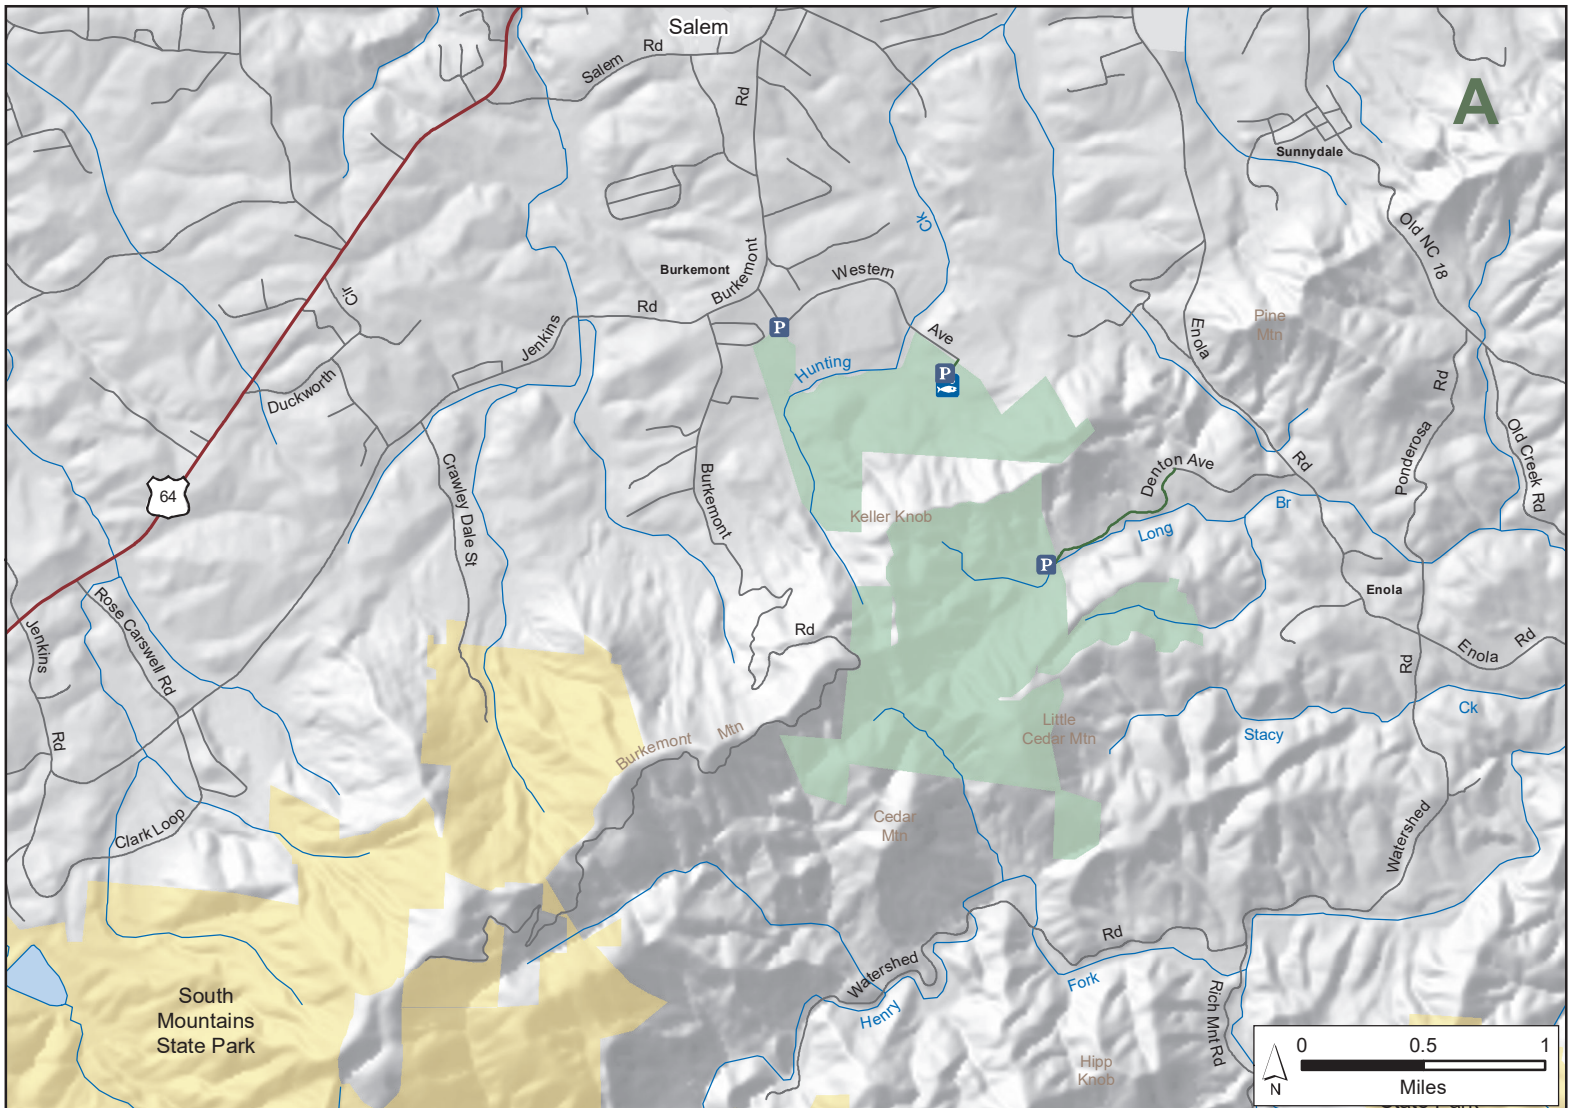 Salem
Rd
Salem
Rd
A
Sunnydale
Ck
Old NC 18
Burkemont
Burkemont
Western
Cir
Rd
Jenkins
P
Ave
Enola
Pine
Mtn
Hunting
P
Duckworth
Rd
Ponderosa
Old Creek Rd
Crawley Dale St
Burkemont
Denton Ave
Rd
64
Keller Knob
Br
Long
P
Enola
Rose Carswell Rd
Jenkins
Rd
Rd
Enola
Rd
Rd
Little
Cedar Mtn
Ck
Stacy
Burkemont
Mtn
Clark Loop
Cedar
Mtn
Watershed
Rd
Watershed
Fork
Henry
South
Mountains
State Park
Rich Mnt Rd
Hipp
Knob
0 0.5 1
Miles
N